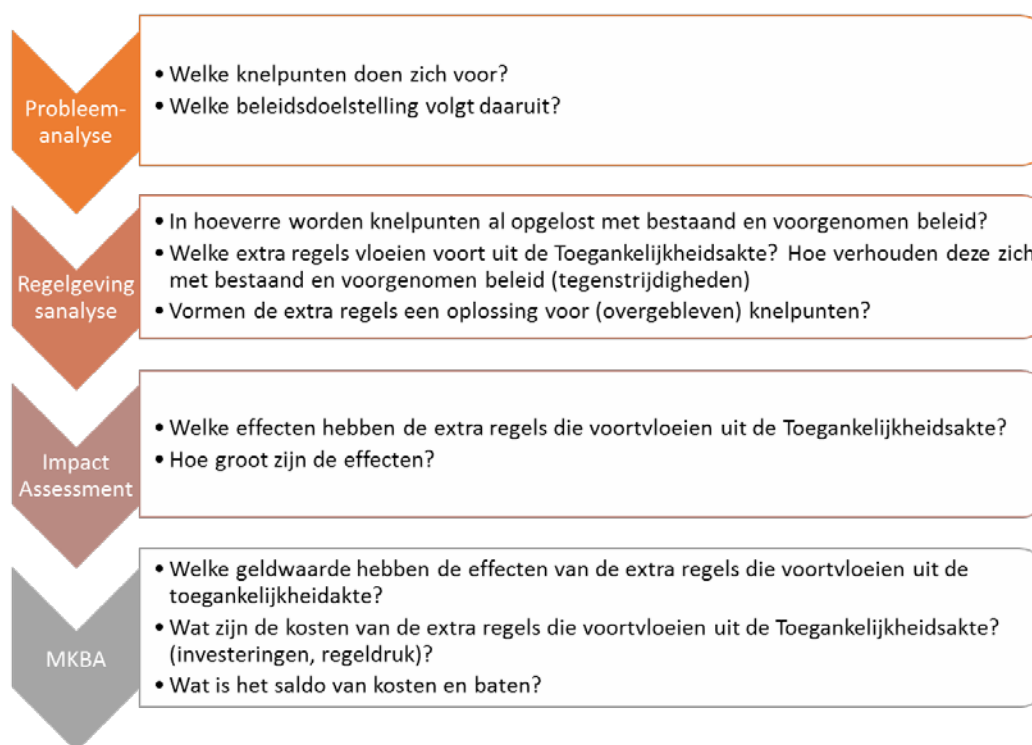 Probleem-
analyse
• Welke knelpunten doen zich voor?
• Welke beleidsdoelstelling volgt daaruit?
Regelgeving
sanalyse
• In hoeverre worden knelpunten al opgelost met bestaand en voorgenomen beleid?
• Welke extra regels vloeien voort uit de Toegankelijkheidsakte? Hoe verhouden deze zich
met bestaand en voorgenomen beleid (tegenstrijdigheden)
• Vormen de extra regels een oplossing voor (overgebleven) knelpunten?
Impact
Assessment
• Welke effecten hebben de extra regels die voortvloeien uit de Toegankelijkheidsakte?
• Hoe groot zijn de effecten?
MKBA
• Welke geldwaarde hebben de effecten van de extra regels die voortvloeien uit de
toegankelijkheidakte?
• Wat zijn de kosten van de extra regels die voortvloeien uit de Toegankelijkheidsakte?
(investeringen, regeldruk)?
• Wat is het saldo van kosten en baten?